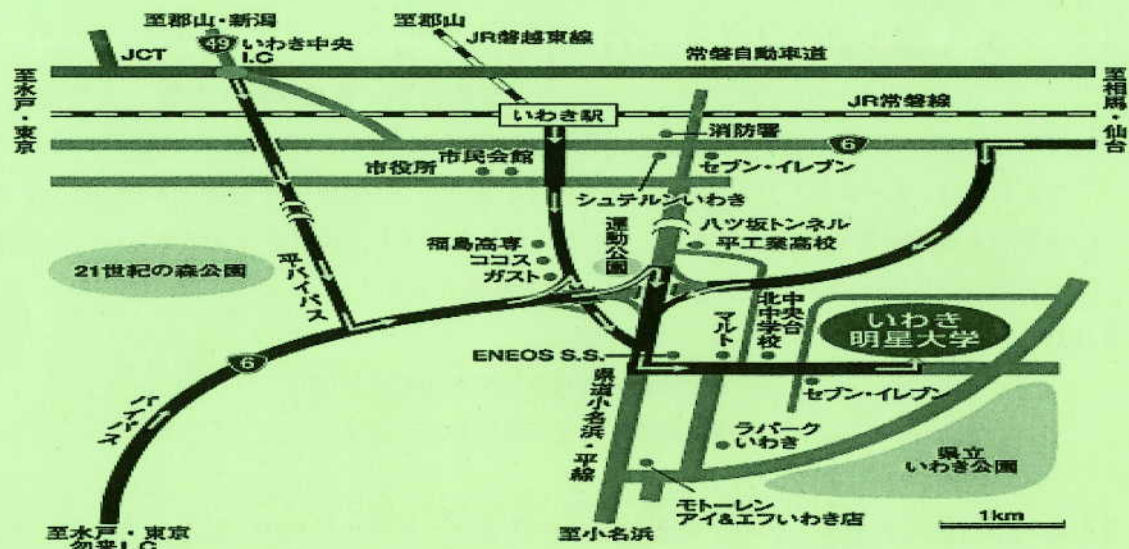 至郡山・新潟
至郡山
JR磐越東線
49
いわき中央
I.C
JCT
常磐自動車道
至水戸・東京
至相馬・仙台
JR常磐線
いわき駅
消防署
6
市民会館
市役所
セブン・イレブン
シュテルンいわき
運動公園
八ツ坂トンネル
平工業高校
福島高専
ココス
ガスト
21世紀の森公園
平バイパス
中央台
北中学校
マルト
いわき
明星大学
ENEOS S.S.
6
県道小名浜・平線
セブン・イレブン
バイパス
ラパーク
いわき
県立
いわき公園
モトーレン
アイ&エフいわき店
1km
至水戸・東京
勿来I.C
至小名浜